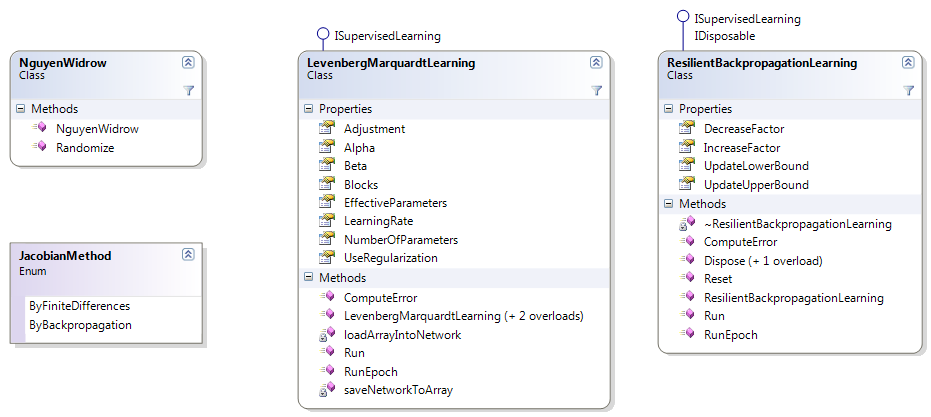 NguyenWidrow
Class
Methods
NguyenWidrow
Randomize
JacobianMethod
Enum
ByFiniteDifferences
ByBackpropagation
ISupervisedLearning
LevenbergMarquardtLearning
Class
Properties
Adjustment
Alpha
Beta
Blocks
EffectiveParameters
LearningRate
NumberOfParameters
UseRegularization
Methods
ComputeError
LevenbergMarquardtLearning (+ 2 overloads)
loadArrayIntoNetwork
Run
RunEpoch
saveNetworkToArray
ISupervisedLearning
IDisposable
ResilientBackpropagationLearning
Class
Properties
DecreaseFactor
IncreaseFactor
UpdateLowerBound
UpdateUpperBound
Methods
~ResilientBackpropagationLearning
ComputeError
Dispose (+ 1 overload)
Reset
ResilientBackpropagationLearning
Run
RunEpoch